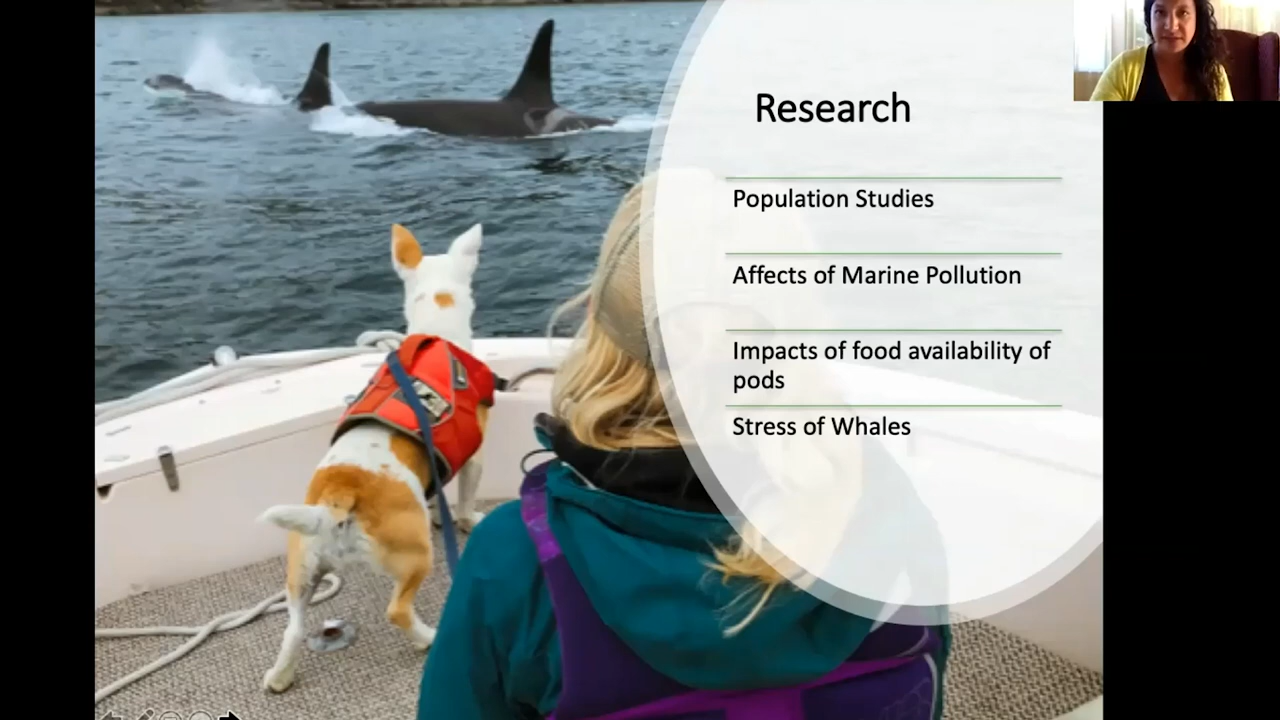 Research
Population Studies
Affects of Marine Pollution
Impacts of food availability of
pods
Stress of Whales